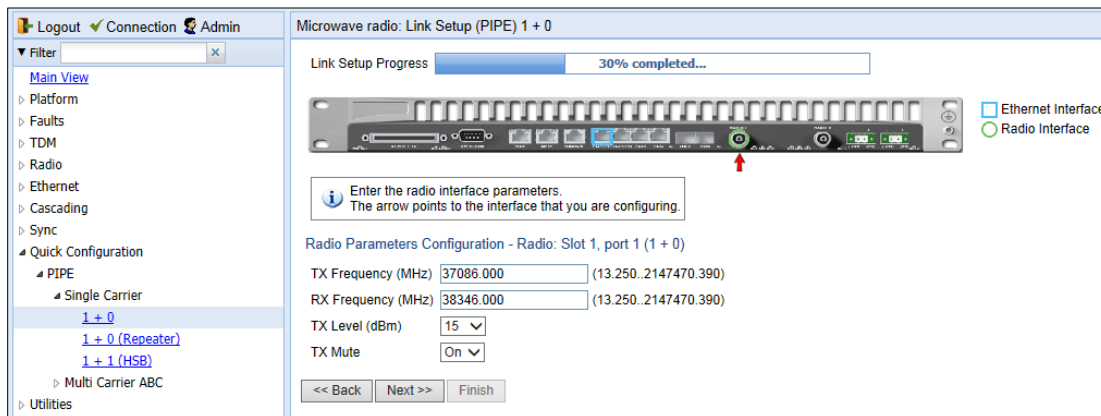 Logout Connection Admin
Filter
Main View
Platform
Faults
TDM
Radio
Ethernet
Cascading
Sync
Quick Configuration
PIPE
Single Carrier
1 + 0
1 + 0 (Repeater)
1 + 1 (HSB)
Multi Carrier ABC
Utilities
Microwave radio: Link Setup (PIPE) 1 + 0
Link Setup Progress 30% completed...
Ethernet Interface
Radio Interface
Enter the radio interface parameters.
The arrow points to the interface that you are configuring.
Radio Parameters Configuration - Radio: Slot 1, port 1 (1 + 0)
TX Frequency (MHz) 37086.000 (13.250..2147470.390)
RX Frequency (MHz) 38346.000 (13.250..2147470.390)
TX Level (dBm) 15
TX Mute On
<< Back Next >> Finish